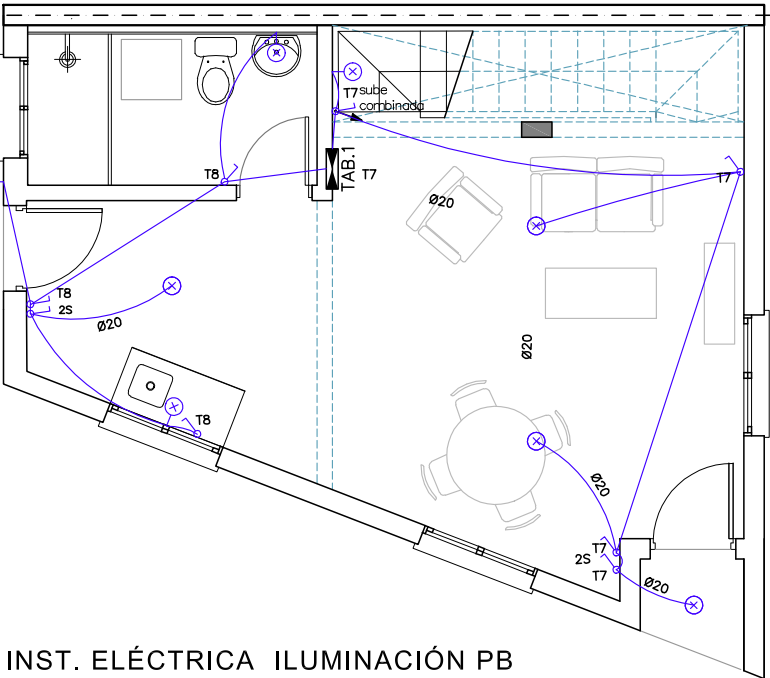 T7 sube
combinada
TAB.1
T7
T8
T7
Ø20
T8
2S
Ø20
Ø20
T8
Ø20
T7
2S
T7
Ø20
INST. ELÉCTRICA ILUMINACIÓN PB